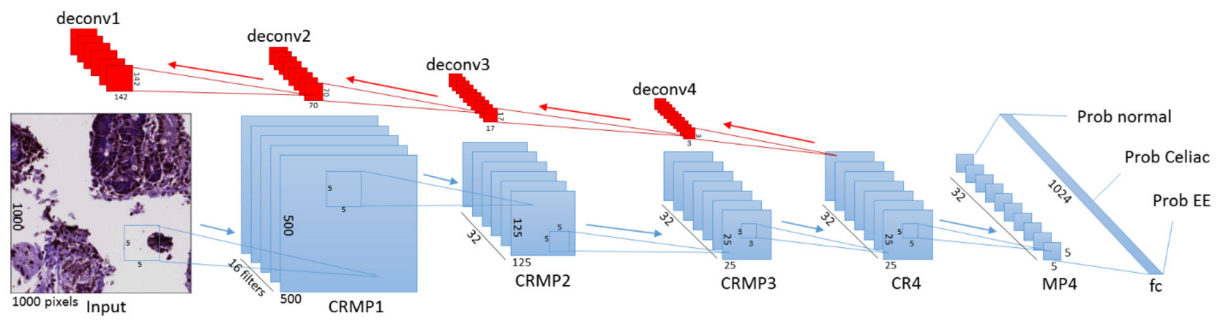 deconv1
deconv2
deconv3
deconv4
142
142
70
70
17
17
3
3
1000
1000 pixels
Input
5
5
5
5
500
500
16 filters
CRMP1
5
5
125
125
32
CRMP2
3
3
25
25
32
CRMP3
5
5
25
25
32
CR4
5
5
32
MP4
1024
fc
Prob normal
Prob Celiac
Prob EE